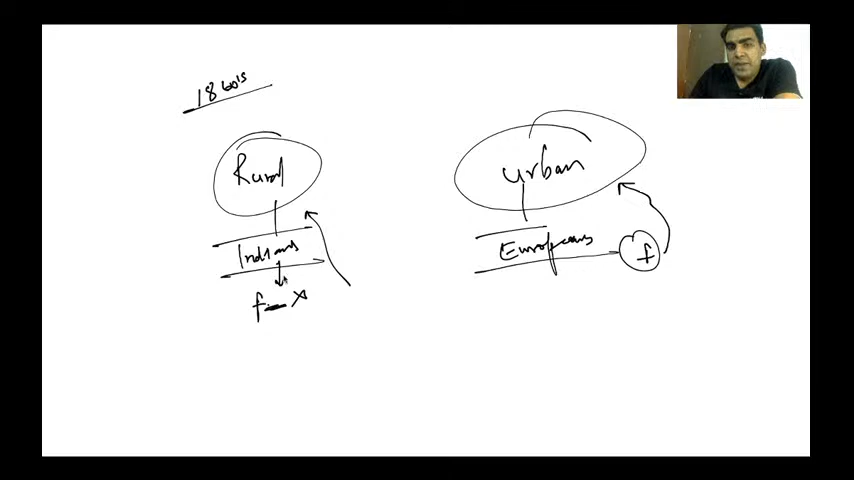 1860's
Rural
urban
Indians
Europeans
f
f - x